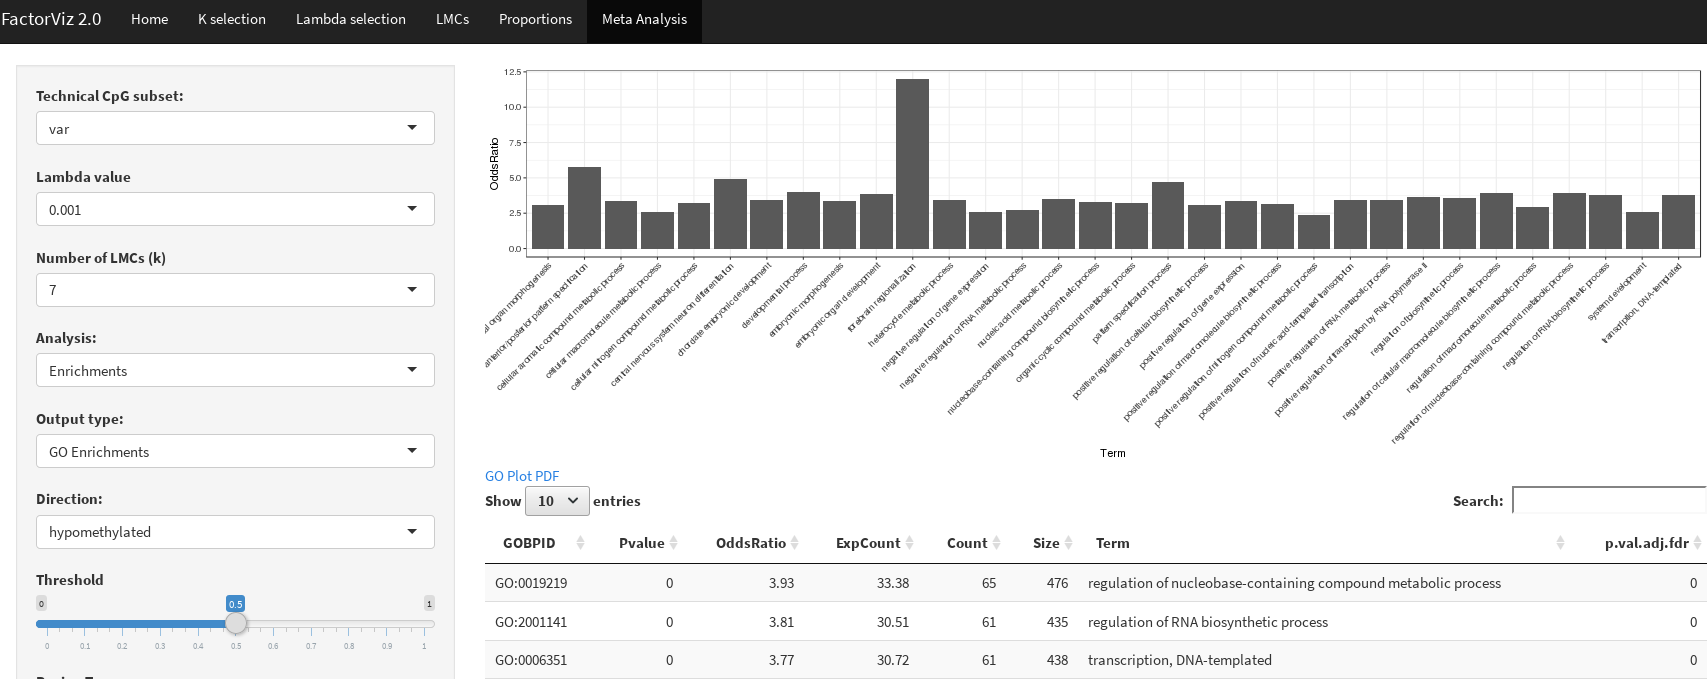 FactorViz 2.0 Home K selection Lambda selection LMCs Proportions Meta Analysis
Technical CpG subset:
var
Lambda value
0.001
Number of LMCs (k)
7
Analysis:
Enrichments
Output type:
GO Enrichments
Direction:
hypomethylated
Threshold
0 0.5 1
0 0.1 0.2 0.3 0.4 0.5 0.6 0.7 0.8 0.9 1
OddsRatio
12.5
10.0
7.5
5.0
2.5
0.0
organ morphogenesis
anterior/posterior pattern specification
cellular aromatic compound metabolic process
cellular macromolecule metabolic process
cellular nitrogen compound metabolic process
central nervous system neuron differentiation
chordate embryonic development
developmental process
embryonic morphogenesis
embryonic organ development
forebrain regionalization
heterocycle metabolic process
negative regulation of gene expression
negative regulation of RNA metabolic process
nucleic acid metabolic process
nucleobase-containing compound biosynthetic process
organic cyclic compound metabolic process
pattern specification process
positive regulation of cellular biosynthetic process
positive regulation of gene expression
positive regulation of macromolecule biosynthetic process
positive regulation of nitrogen compound metabolic process
positive regulation of nucleic acid-templated transcription
positive regulation of RNA metabolic process
positive regulation of transcription by RNA polymerase II
regulation of biosynthetic process
regulation of cellular macromolecule biosynthetic process
regulation of macromolecule metabolic process
regulation of nucleobase-containing compound metabolic process
regulation of RNA biosynthetic process
system development
transcription, DNA-templated
Term
GO Plot PDF
Show 10 entries Search:
GOBPID Pvalue OddsRatio ExpCount Count Size Term p.val.adj.fdr
GO:0019219 0 3.93 33.38 65 476 regulation of nucleobase-containing compound metabolic process 0
GO:2001141 0 3.81 30.51 61 435 regulation of RNA biosynthetic process 0
GO:0006351 0 3.77 30.72 61 438 transcription, DNA-templated 0